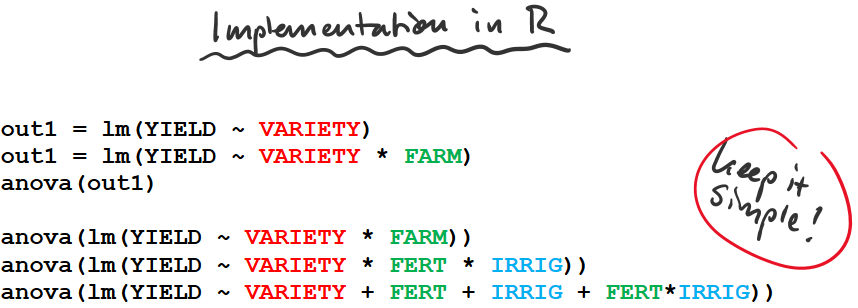 Implementation in R
out1 = lm(YIELD ~ VARIETY)
out1 = lm(YIELD ~ VARIETY * FARM)
anova(out1)
keep it
simple!
anova(lm(YIELD ~ VARIETY * FARM))
anova(lm(YIELD ~ VARIETY * FERT * IRRIG))
anova(lm(YIELD ~ VARIETY + FERT + IRRIG + FERT*IRRIG))